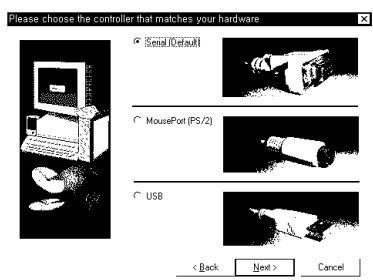 Please choose the controller that matches your hardware
Serial (Default)
MousePort (PS/2)
USB
< Back
Next >
Cancel